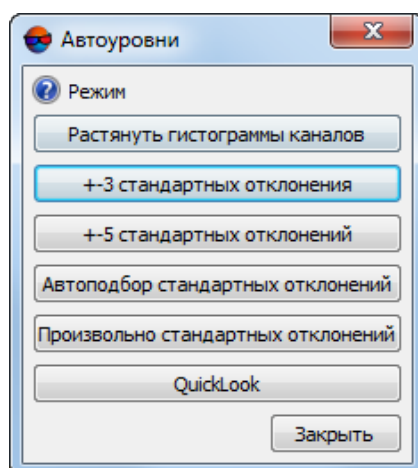 Автоуровни
Режим
Растянуть гистограммы каналов
+-3 стандартных отклонения
+-5 стандартных отклонений
Автоподбор стандартных отклонений
Произвольно стандартных отклонений
QuickLook
Закрыть